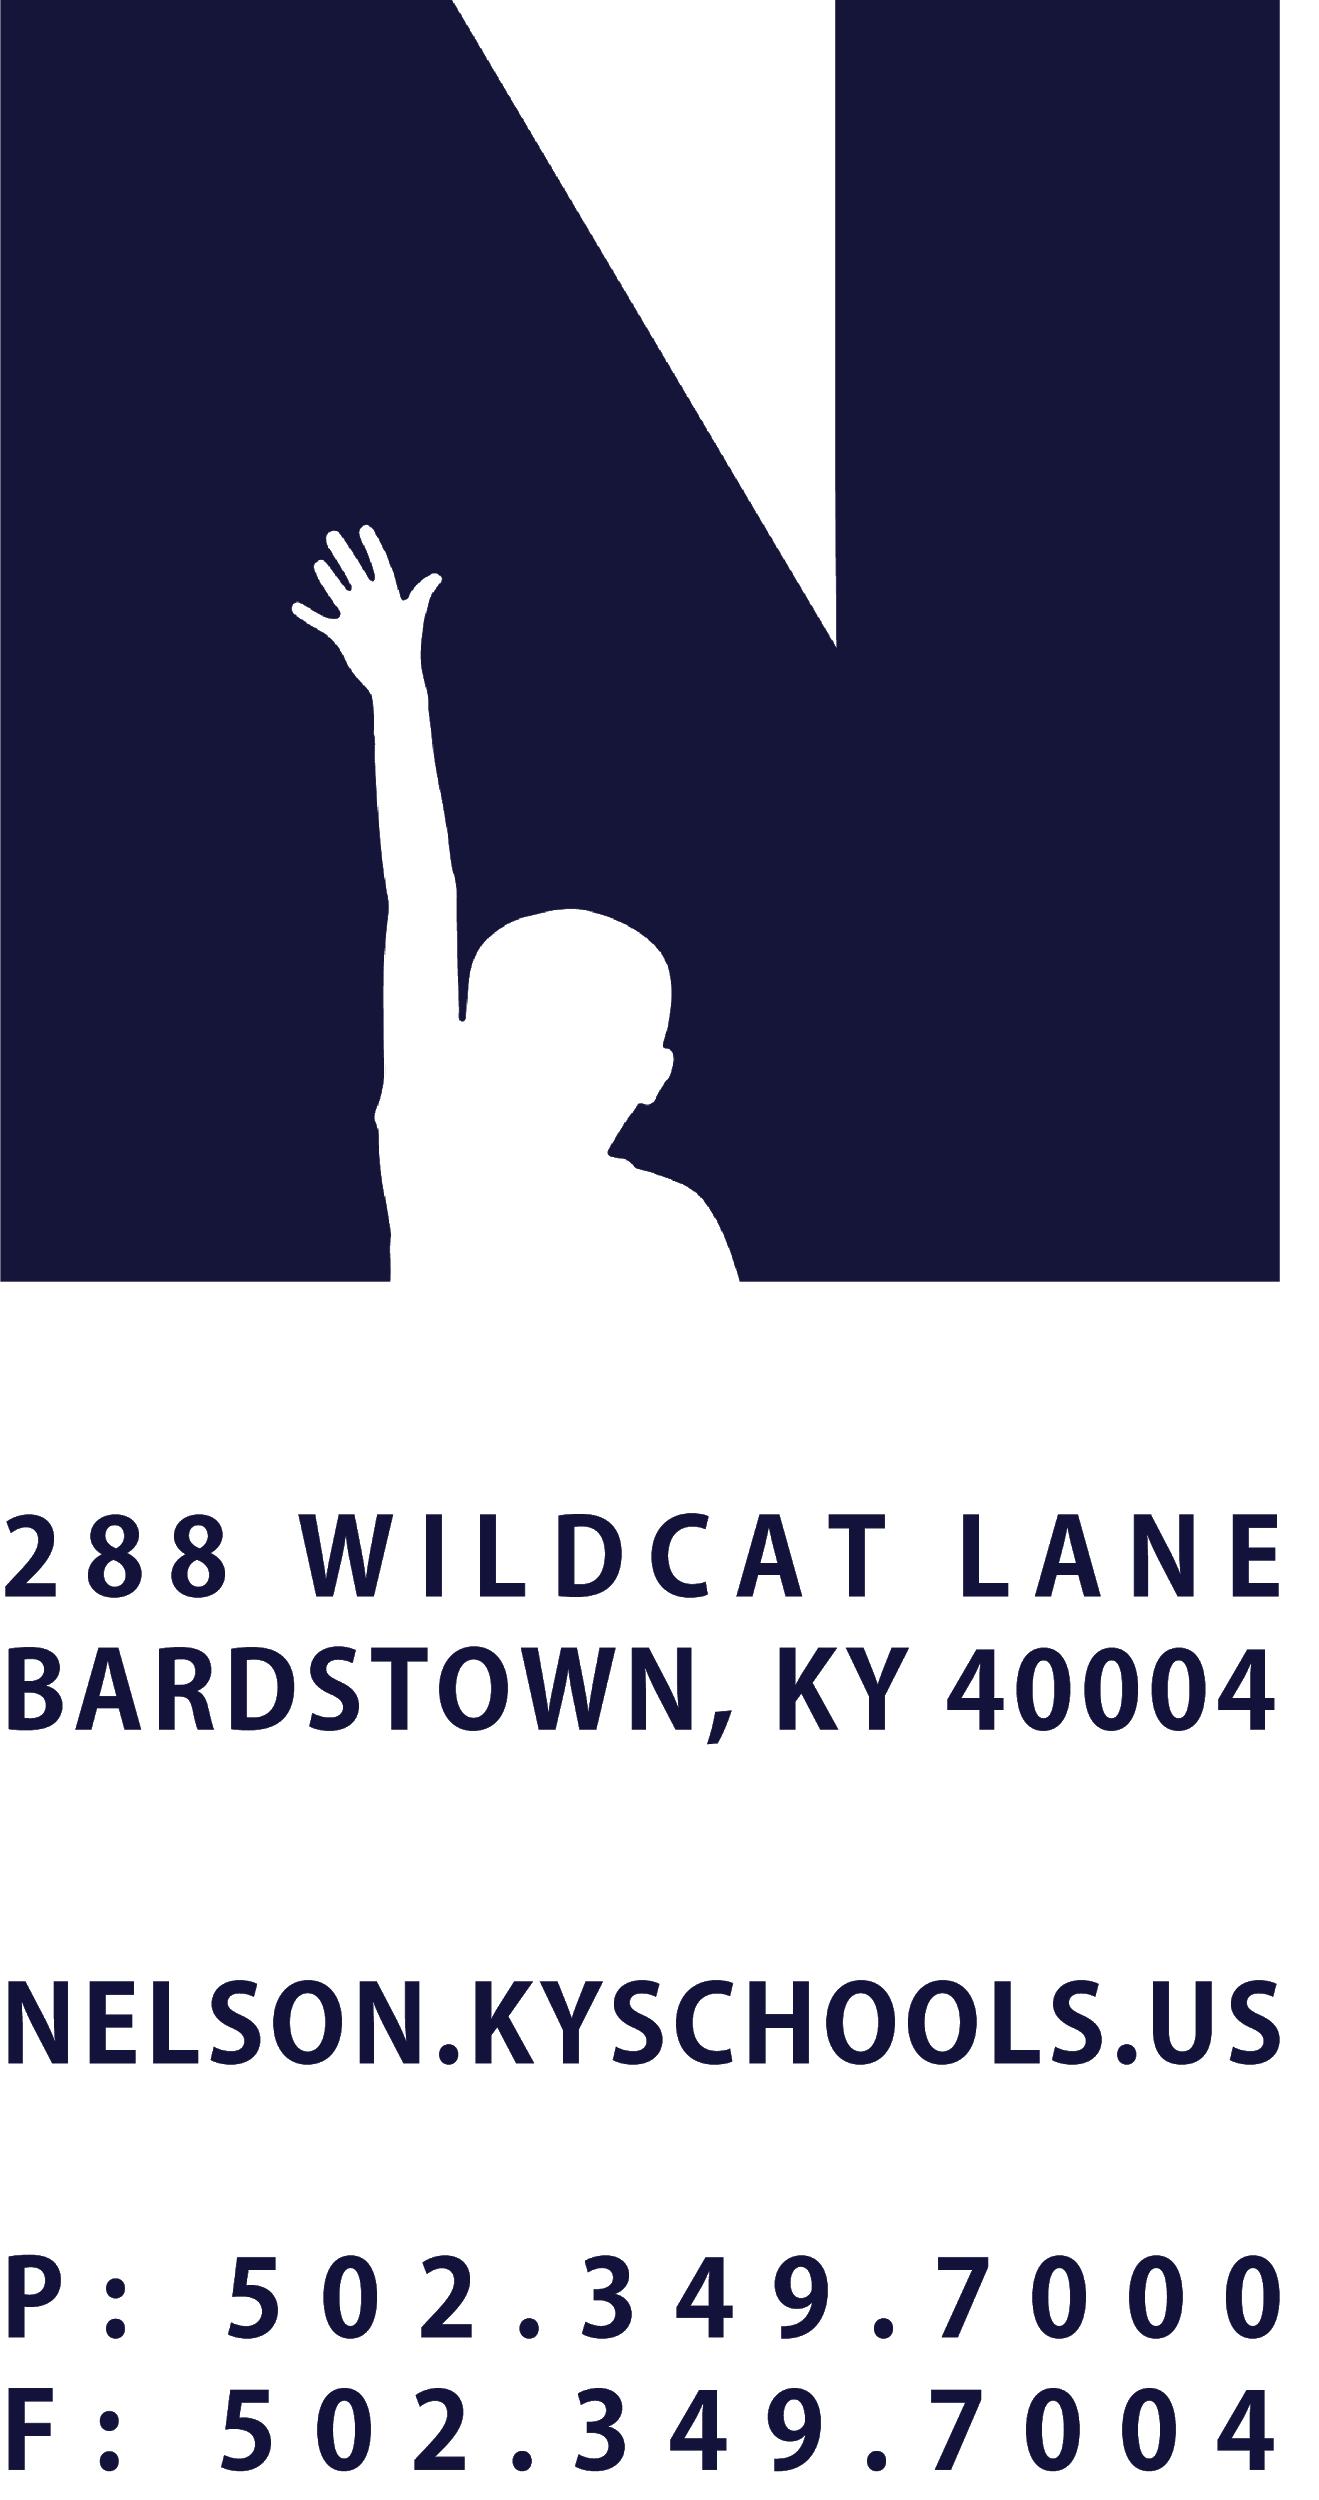 N
288 WILDCAT LANE
BARDSTOWN, KY 40004
NELSON.KYSCHOOLS.US
P: 502.349.7000
F: 502.349.7004